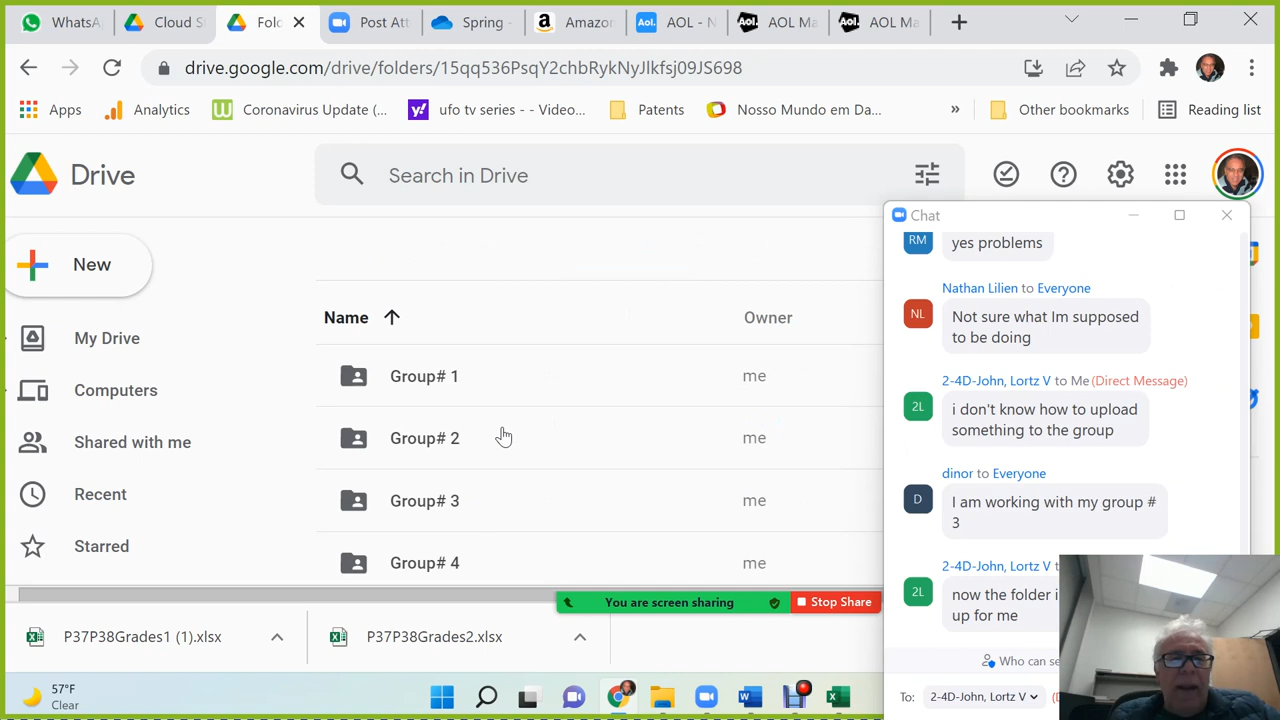 WhatsA
Cloud S
Fol
Post Att
Spring -
Amazor
AOL - N
AOL Ma
AOL Ma
drive.google.com/drive/folders/15qq536PsqY2chbRykNyJlkfsj09JS698
Apps
Analytics
Coronavirus Update (...
ufo tv series - - Video...
Patents
Nosso Mundo em Da...
»
Other bookmarks
Reading list
Drive
Search in Drive
New
My Drive
Computers
Shared with me
Recent
Starred
Name
Owner
Group# 1
me
Group# 2
me
Group# 3
me
Group# 4
me
Chat
RM
yes problems
Nathan Lilien to Everyone
NL
Not sure what Im supposed
to be doing
2-4D-John, Lortz V to Me (Direct Message)
2L
i don't know how to upload
something to the group
dinor to Everyone
D
I am working with my group #
3
2-4D-John, Lortz V t
2L
now the folder i
up for me
Who can se
To:
2-4D-John, Lortz V
You are screen sharing
Stop Share
P37P38Grades1 (1).xlsx
P37P38Grades2.xlsx
57°F
Clear